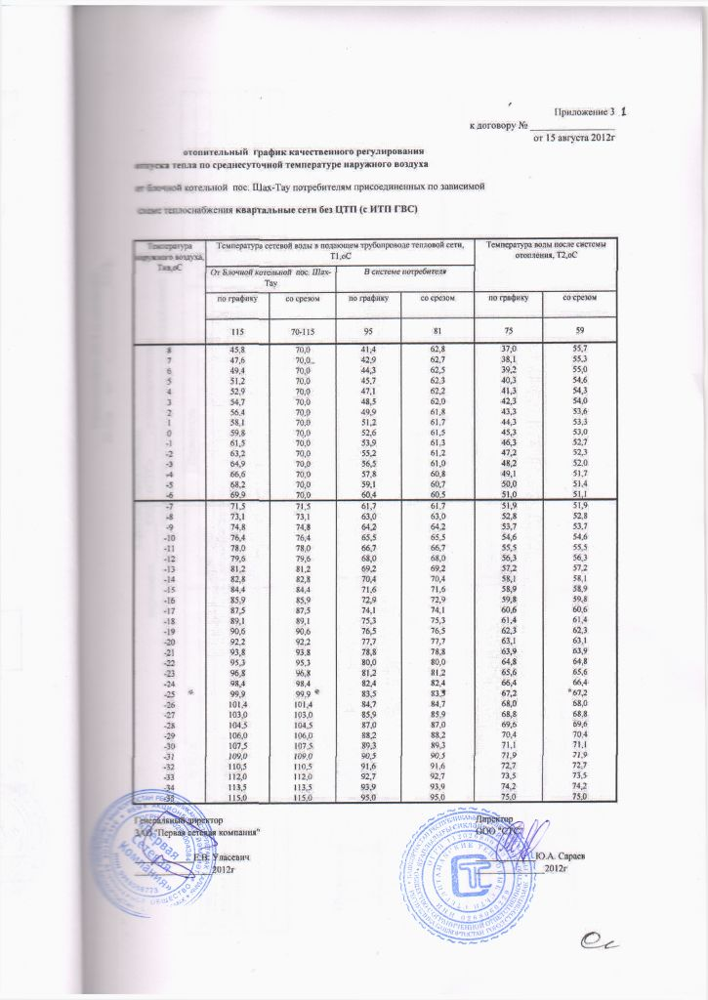 Приложение 3 1
к договору № ________________
от 15 августа 2012г
отопительный график качественного регулирования
отпуска тепла по среднесуточной температуре наружного воздуха
от блочной котельной пос. Щах-Тау потребителям присоединенных по зависимой
схеме теплоснабжения квартальные сети без ЦТП (с ИТП ГВС)
Температура наружного воздуха, Тнв,оС Температура сетевой воды в подающем трубопроводе тепловой сети, Т1,оС Температура воды после системы отопления, Т2,оС
От Блочной котельной пос. Шах-Тау В системе потребителя
по графику со срезом по графику со срезом по графику со срезом
115 70-115 95 81 75 59
8 45,8 70,0 41,4 62,8 37,0 55,7
7 47,6 70,0 42,9 62,7 38,1 55,3
6 49,4 70,0 44,3 62,5 39,2 55,0
5 51,2 70,0 45,7 62,3 40,3 54,6
4 52,9 70,0 47,1 62,2 41,3 54,3
3 54,7 70,0 48,5 62,0 42,3 54,0
2 56,4 70,0 49,9 61,8 43,3 53,6
1 58,1 70,0 51,2 61,7 44,3 53,3
0 59,8 70,0 52,6 61,5 45,3 53,0
-1 61,5 70,0 53,9 61,3 46,3 52,7
-2 63,2 70,0 55,2 61,2 47,2 52,3
-3 64,9 70,0 56,5 61,0 48,2 52,0
-4 66,6 70,0 57,8 60,8 49,1 51,7
-5 68,2 70,0 59,1 60,7 50,0 51,4
-6 69,9 70,0 60,4 60,5 51,0 51,1
-7 71,5 71,5 61,7 61,7 51,9 51,9
-8 73,1 73,1 63,0 63,0 52,8 52,8
-9 74,8 74,8 64,2 64,2 53,7 53,7
-10 76,4 76,4 65,5 65,5 54,6 54,6
-11 78,0 78,0 66,7 66,7 55,5 55,5
-12 79,6 79,6 68,0 68,0 56,3 56,3
-13 81,2 81,2 69,2 69,2 57,2 57,2
-14 82,8 82,8 70,4 70,4 58,1 58,1
-15 84,4 84,4 71,6 71,6 58,9 58,9
-16 85,9 85,9 72,9 72,9 59,8 59,8
-17 87,5 87,5 74,1 74,1 60,6 60,6
-18 89,1 89,1 75,3 75,3 61,4 61,4
-19 90,6 90,6 76,5 76,5 62,3 62,3
-20 92,2 92,2 77,7 77,7 63,1 63,1
-21 93,8 93,8 78,8 78,8 63,9 63,9
-22 95,3 95,3 80,0 80,0 64,8 64,8
-23 96,8 96,8 81,2 81,2 65,6 65,6
-24 98,4 98,4 82,4 82,4 66,4 66,4
-25 * 99,9 99,9 * 83,5 83,5 67,2 *67,2
-26 101,4 101,4 84,7 84,7 68,0 68,0
-27 103,0 103,0 85,9 85,9 68,8 68,8
-28 104,5 104,5 87,0 87,0 69,6 69,6
-29 106,0 106,0 88,2 88,2 70,4 70,4
-30 107,5 107,5 89,3 89,3 71,1 71,1
-31 109,0 109,0 90,5 90,5 71,9 71,9
-32 110,5 110,5 91,6 91,6 72,7 72,7
-33 112,0 112,0 92,7 92,7 73,5 73,5
-34 113,5 113,5 93,9 93,9 74,2 74,2
-35 115,0 115,0 95,0 95,0 75,0 75,0
Генеральный директор Директор
ЗАО "Первая сетевая компания" ООО "СТС"
Е.В. Уласевич Ю.А. Сараев
2012г 2012г
Первая
сетевая
компания